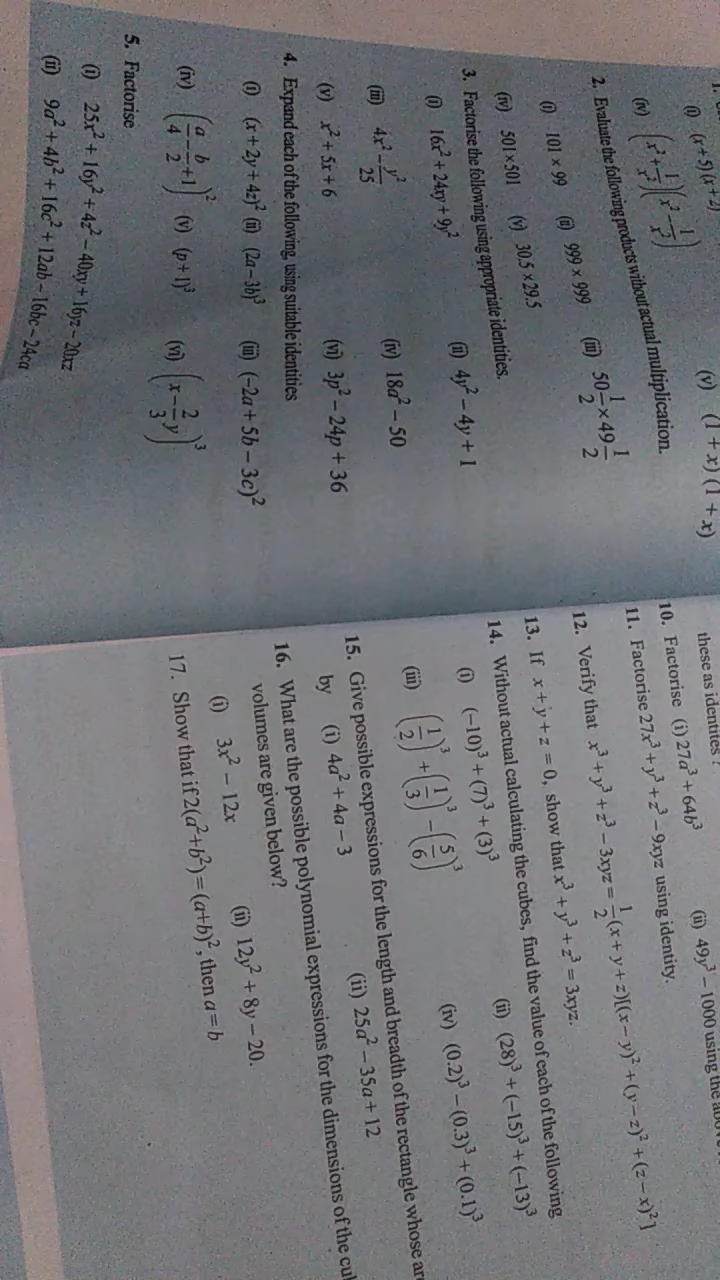 (i) (x+5)(x+2)
(v) (1+x)(1+x)
(iv) (x² + 1/x²)(x² − 1/x²)
2. Evaluate the following products without actual multiplication.
(i) 101 × 99 (ii) 999 × 999 (iii) 50 1/2 × 49 1/2
(iv) 501×501 (v) 30.5 × 29.5
3. Factorise the following using appropriate identities.
(i) 16x² + 24xy + 9y² (ii) 4y² − 4y + 1
(iii) 4x² − y²/25 (iv) 18a² − 50
(v) x² + 5x + 6 (vi) 3p² − 24p + 36
4. Expand each of the following, using suitable identities
(i) (x + 2y + 4z)² (ii) (2a − 3b)³ (iii) (−2a + 5b − 3c)²
(iv) (a/4 − b/2 + 1)² (v) (p + 1)³ (vi) (x − 2/3 y)³
5. Factorise
(i) 25x² + 16y² + 4z² − 40xy + 16yz − 20xz
(ii) 9a² + 4b² + 16c² + 12ab − 16bc − 24ca
these as identites?
10. Factorise (i) 27a³ + 64b³ (ii) 49y³ − 1000 using the
11. Factorise 27x³ + y³ + z³ − 9xyz using identity.
12. Verify that x³ + y³ + z³ − 3xyz = 1/2 (x + y + z)[(x − y)² + (y − z)² + (z − x)²]
13. If x + y + z = 0, show that x³ + y³ + z³ = 3xyz.
14. Without actual calculating the cubes, find the value of each of the following
(i) (−10)³ + (7)³ + (3)³ (ii) (28)³ + (−15)³ + (−13)³
(iii) (1/2)³ + (1/3)³ − (5/6)³ (iv) (0.2)³ − (0.3)³ + (0.1)³
15. Give possible expressions for the length and breadth of the rectangle whose
by (i) 4a² + 4a − 3 (ii) 25a² − 35a + 12
16. What are the possible polynomial expressions for the dimensions of the
volumes are given below?
(i) 3x² − 12x (ii) 12y² + 8y − 20.
17. Show that if 2(a²+b²) = (a+b)², then a = b